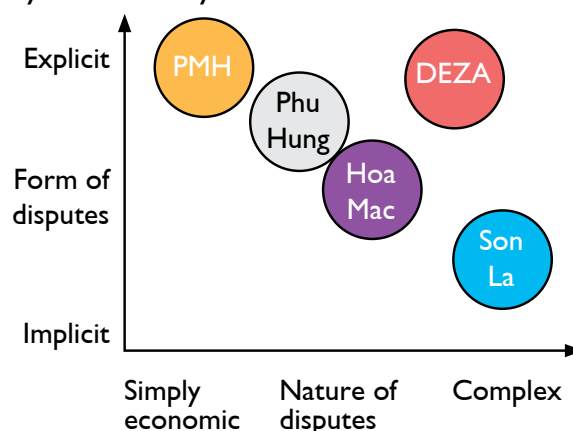 Explicit
PMH
DEZA
Phu
Hung
Form of
disputes
Hoa
Mac
Son
La
Implicit
Simply
economic
Nature of
disputes
Complex